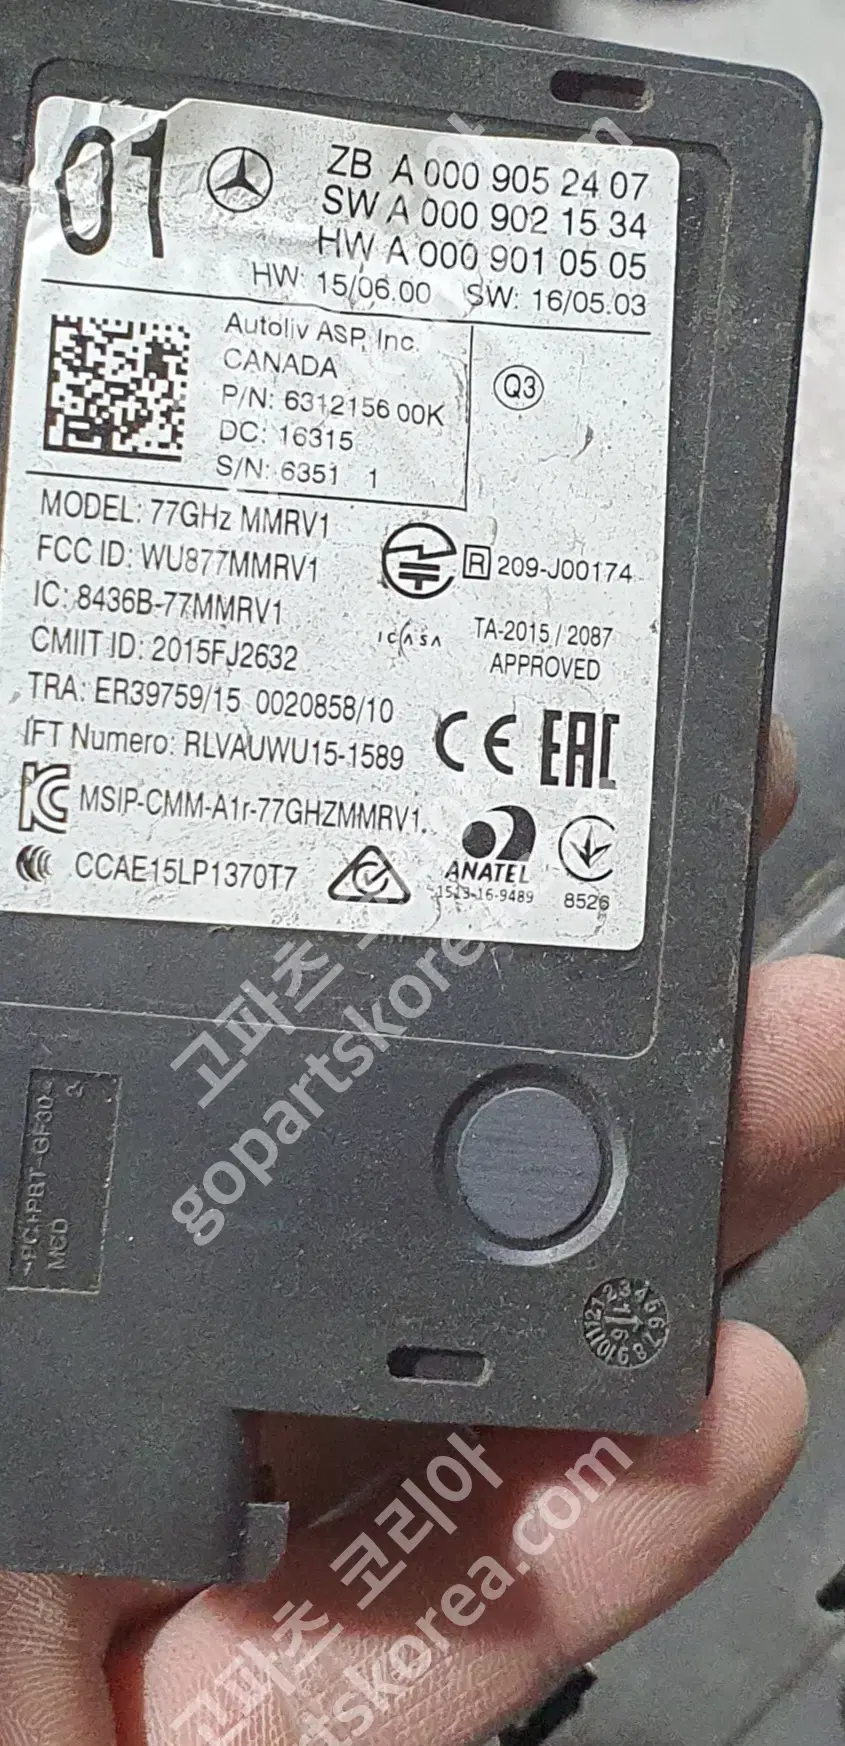 01
ZB A 000 905 24 07
SW A 000 902 15 34
HW A 000 901 05 05
HW: 15/06.00 SW: 16/05.03
Autoliv ASP, Inc.
CANADA
P/N: 6312156 00K
DC: 16315
S/N: 6351 1
Q3
MODEL: 77GHz MMRV1
FCC ID: WU877MMRV1
R 209-J00174
IC: 8436B-77MMRV1
ICASA
TA-2015 / 2087
APPROVED
CMIIT ID: 2015FJ2632
TRA: ER39759/15 0020858/10
IFT Numero: RLVAUWU15-1589
CE EAC
MSIP-CMM-A1r-77GHZMMRV1
CCAE15LP1370T7
ANATEL
8526
고파츠 코리아
gopartskorea.com
MCD
고파츠 코리아
partskorea.com